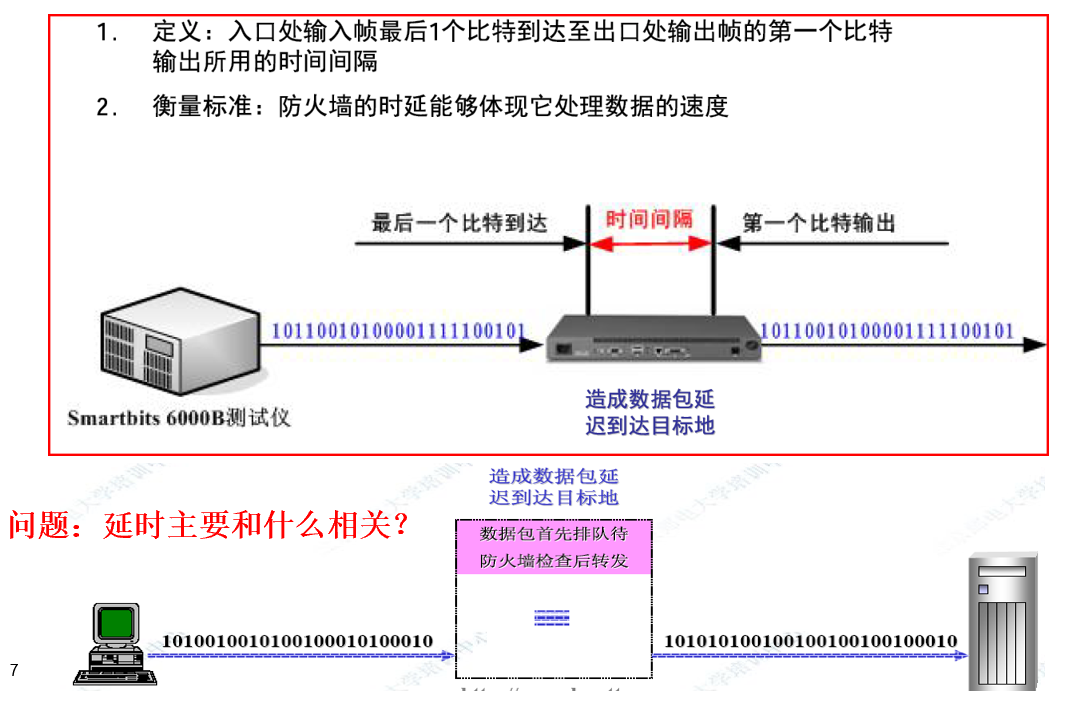 1. 定义：入口处输入帧最后1个比特到达至出口处输出帧的第一个比特
输出所用的时间间隔
2. 衡量标准：防火墙的时延能够体现它处理数据的速度
最后一个比特到达
时间间隔
第一个比特输出
10110010100001111100101
10110010100001111100101
Smartbits 6000B测试仪
造成数据包延
迟到达目标地
造成数据包延
迟到达目标地
问题：延时主要和什么相关？
数据包首先排队待
防火墙检查后转发
1010010010100100010100010
101010100100100100100100010
7